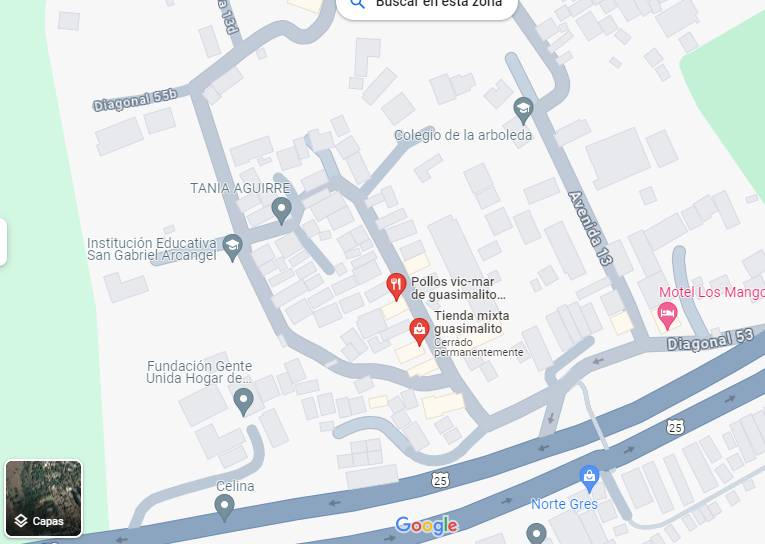 Buscar en esta zona
a 13d
Diagonal 55b
Colegio de la arboleda
TANIA AGUIRRE
Avenida 13
Institución Educativa
San Gabriel Arcangel
Pollos vic-mar
de guasimalito...
Motel Los Mango
Tienda mixta
guasimalito
Cerrado
permanentemente
Diagonal 53
Fundación Gente
Unida Hogar de...
25
25
Celina
Norte Gres
Capas
Google